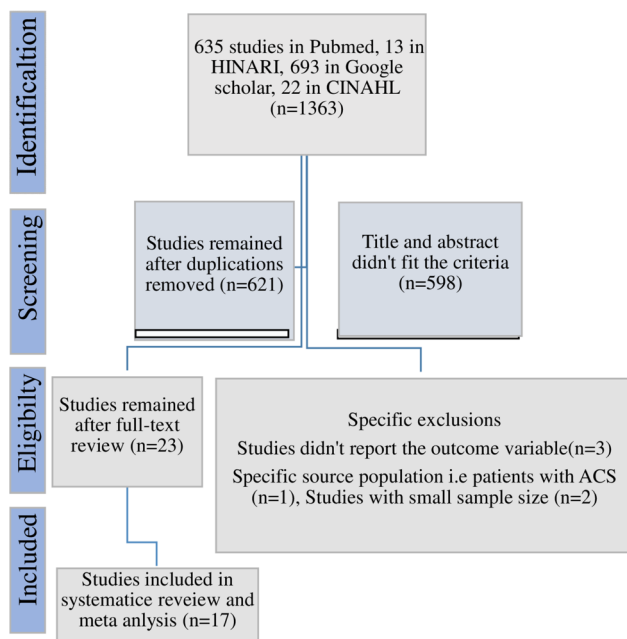 Identificaltion
635 studies in Pubmed, 13 in
HINARI, 693 in Google
scholar, 22 in CINAHL
(n=1363)
Screening
Studies remained
after duplications
removed (n=621)
Title and abstract
didn't fit the criteria
(n=598)
Eligibilty
Studies remained
after full-text
review (n=23)
Specific exclusions
Studies didn't report the outcome variable(n=3)
Specific source population i.e patients with ACS
(n=1), Studies with small sample size (n=2)
Included
Studies included in
systematice reveiew and
meta anlysis (n=17)